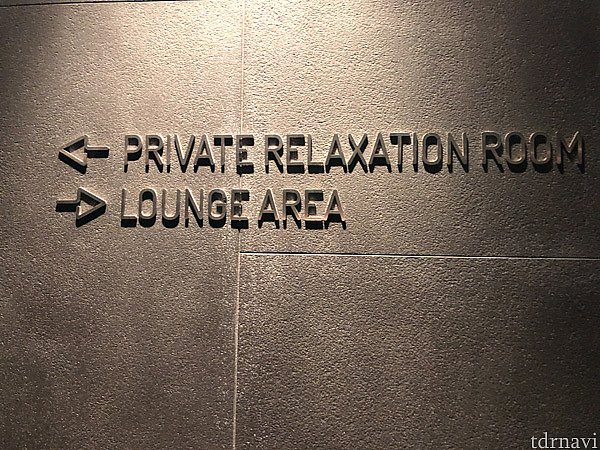 ← PRIVATE RELAXATION ROOM
→ LOUNGE AREA
tdrnavi